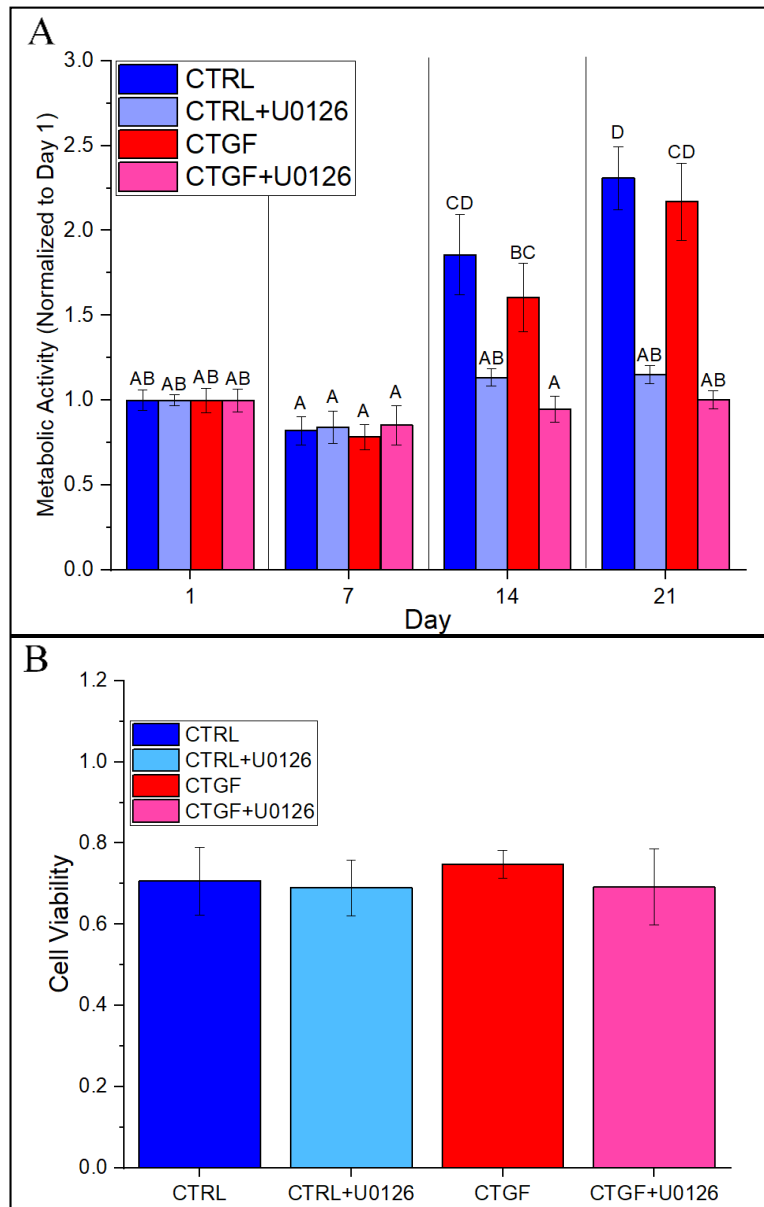 A
Metabolic Activity (Normalized to Day 1)
3.0
2.5
2.0
1.5
1.0
0.5
0.0
CTRL
CTRL+U0126
CTGF
CTGF+U0126
AB AB AB AB
A A A A
CD AB BC A
D AB CD AB
1 7 14 21
Day
B
Cell Viability
1.2
1.0
0.8
0.6
0.4
0.2
0.0
CTRL
CTRL+U0126
CTGF
CTGF+U0126
CTRL CTRL+U0126 CTGF CTGF+U0126